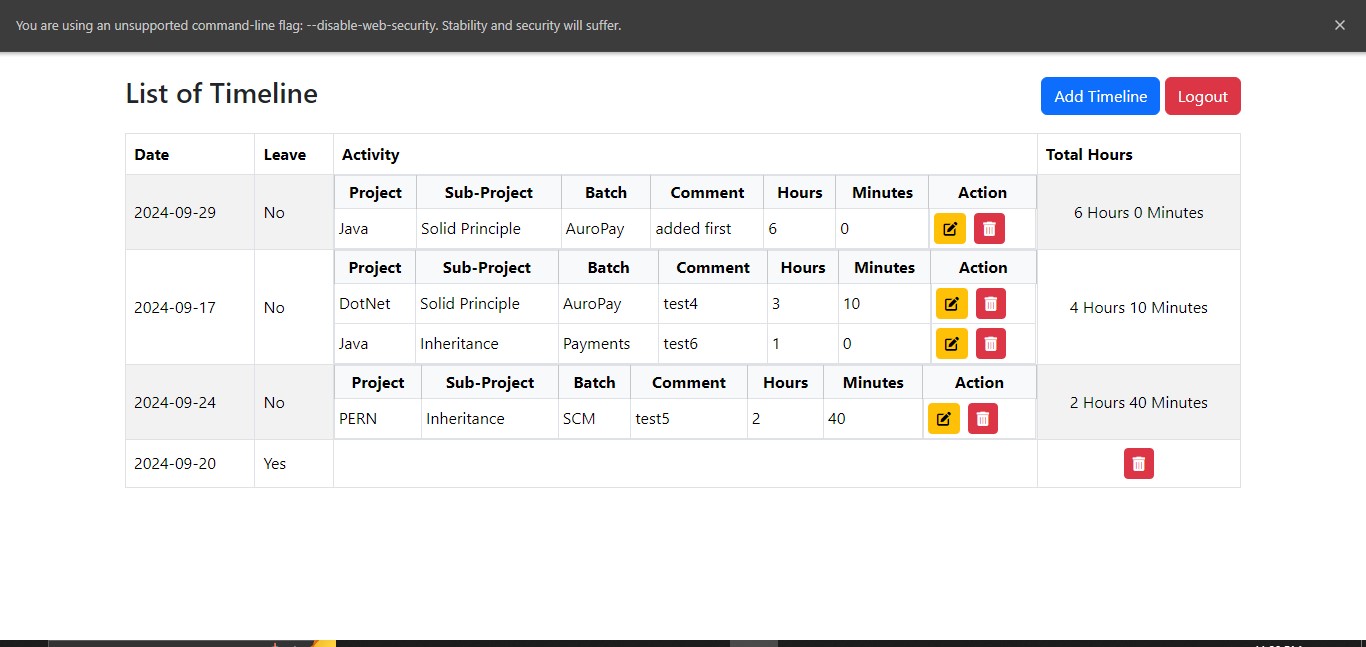 You are using an unsupported command-line flag: --disable-web-security. Stability and security will suffer.
List of Timeline
Add Timeline Logout
Date Leave Activity Total Hours
Project Sub-Project Batch Comment Hours Minutes Action
2024-09-29 No 6 Hours 0 Minutes
Java Solid Principle AuroPay added first 6 0
Project Sub-Project Batch Comment Hours Minutes Action
DotNet Solid Principle AuroPay test4 3 10
2024-09-17 No 4 Hours 10 Minutes
Java Inheritance Payments test6 1 0
Project Sub-Project Batch Comment Hours Minutes Action
2024-09-24 No 2 Hours 40 Minutes
PERN Inheritance SCM test5 2 40
2024-09-20 Yes